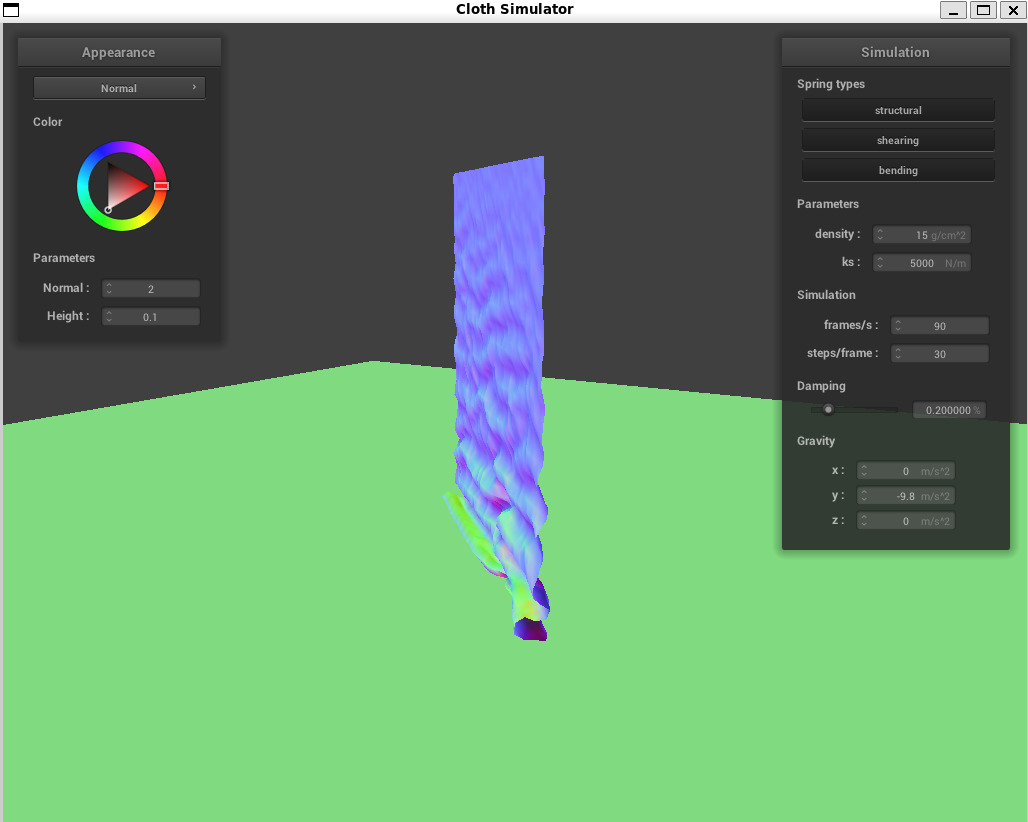 Cloth Simulator
Appearance
Normal
Color
Parameters
Normal : 2
Height : 0.1
Simulation
Spring types
structural
shearing
bending
Parameters
density : 15 g/cm^2
ks : 5000 N/m
Simulation
frames/s : 90
steps/frame : 30
Damping
0.200000 %
Gravity
x : 0 m/s^2
y : -9.8 m/s^2
z : 0 m/s^2